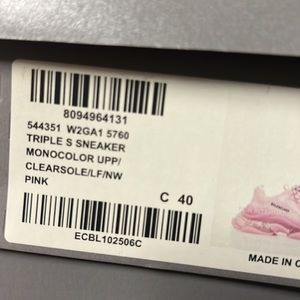 8094964131
544351 W2GA1 5760
TRIPLE S SNEAKER
MONOCOLOR UPP/
CLEARSOLE/LF/NW
PINK
C 40
ECBL102506C
MADE IN C